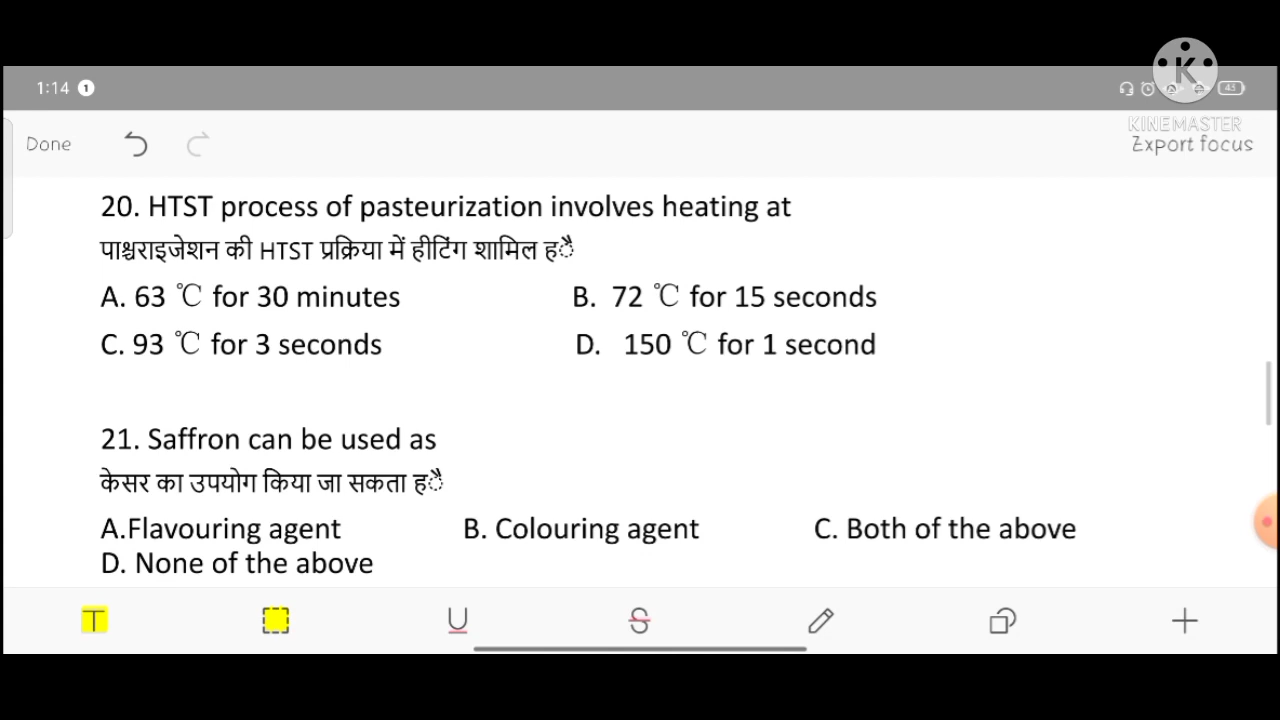 1:14 1
43
K
KINEMASTER
Done
Export focus
20. HTST process of pasteurization involves heating at
पाश्चराइजेशन की HTST प्रक्रिया में हीटिंग शामिल हैै
A. 63 ℃ for 30 minutes B. 72 ℃ for 15 seconds
C. 93 ℃ for 3 seconds D. 150 ℃ for 1 second
21. Saffron can be used as
केसर का उपयोग किया जा सकता हैै
A.Flavouring agent B. Colouring agent C. Both of the above
D. None of the above
T U S